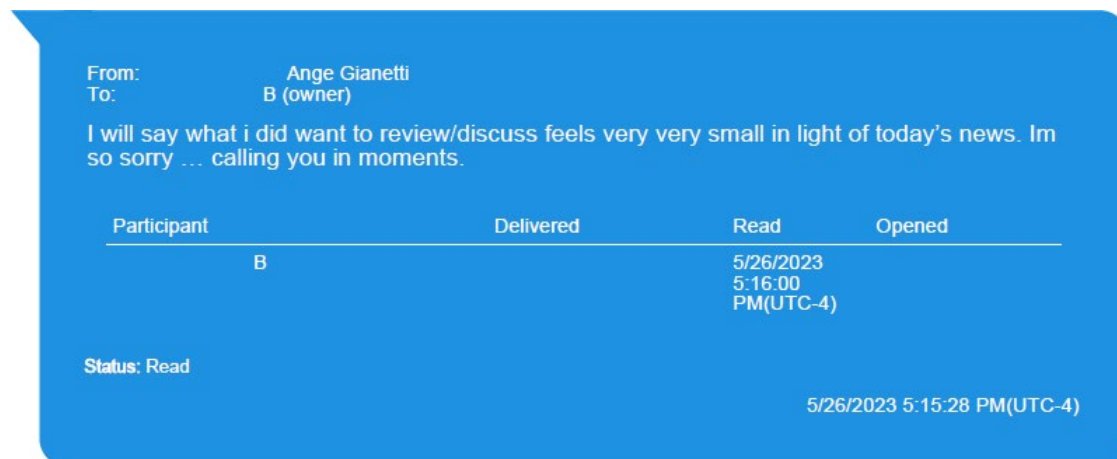 From: Ange Gianetti
To: B (owner)
I will say what i did want to review/discuss feels very very small in light of today’s news. Im
so sorry … calling you in moments.
Participant Delivered Read Opened
B 5/26/2023
5:16:00
PM(UTC-4)
Status: Read
5/26/2023 5:15:28 PM(UTC-4)